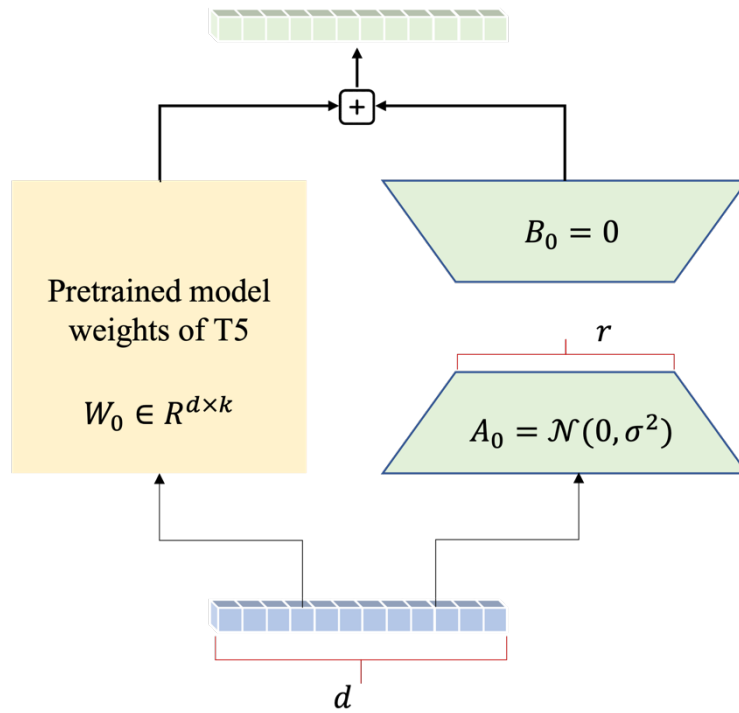 +
B₀ = 0
Pretrained model
weights of T5
W₀ ∈ R^{d×k}
r
A₀ = 𝒩(0, σ²)
d